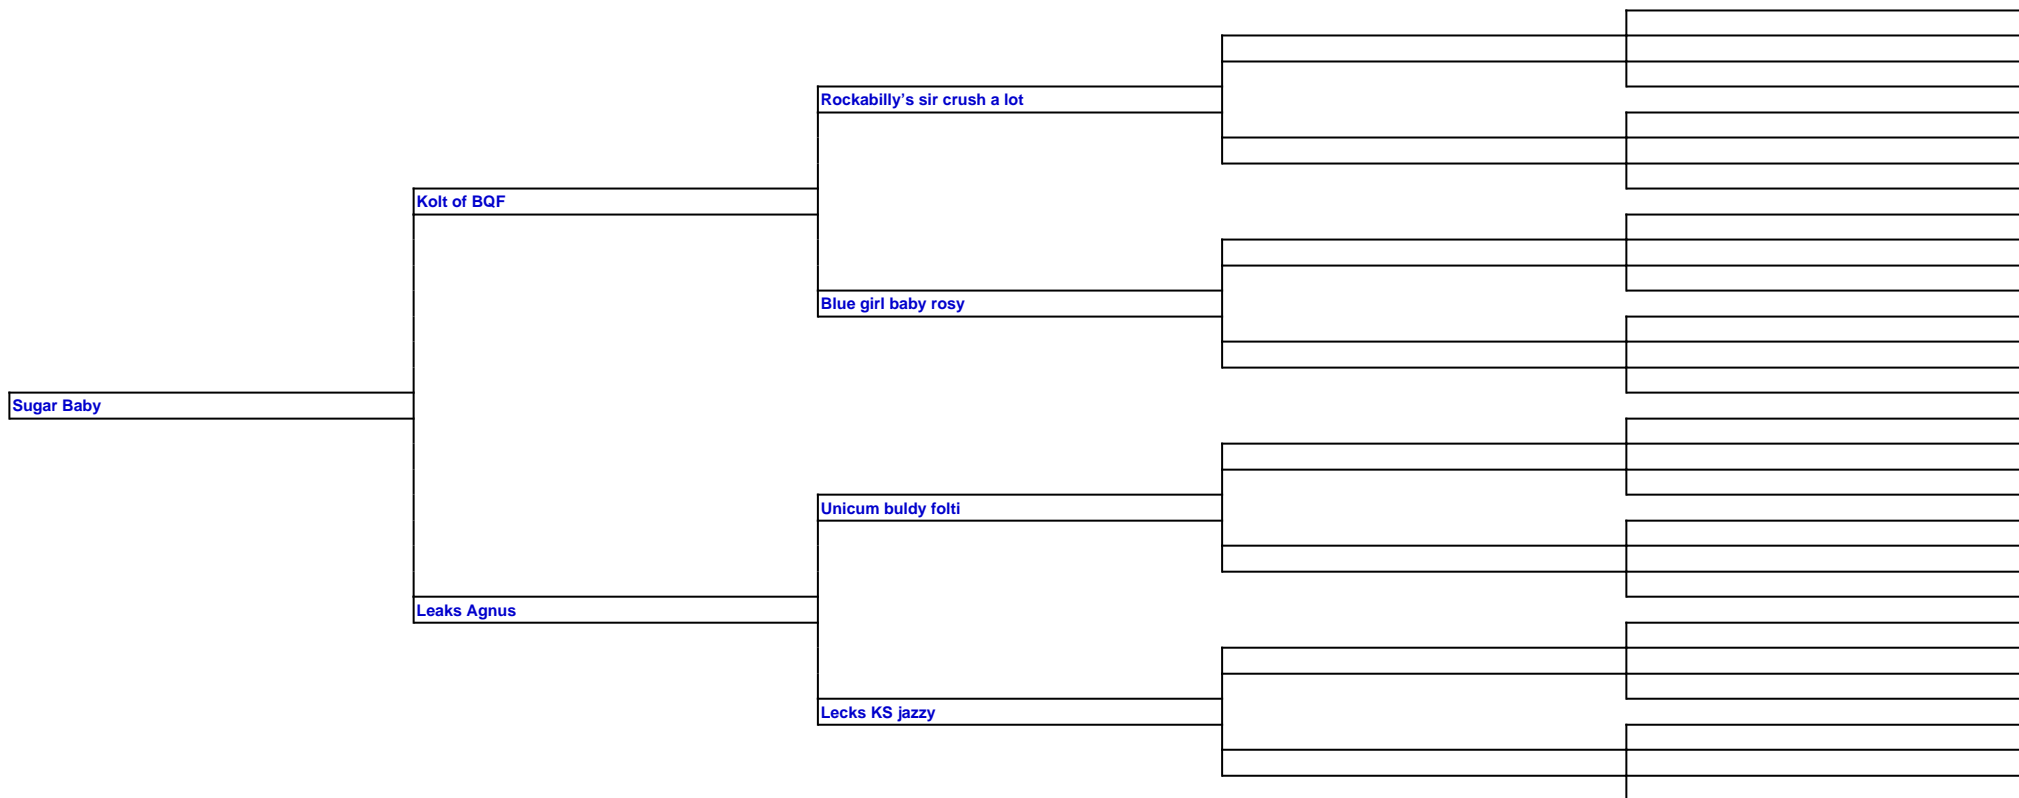 Rockabilly’s sir crush a lot
Kolt of BQF
Blue girl baby rosy
Sugar Baby
Unicum buldy folti
Leaks Agnus
Lecks KS jazzy